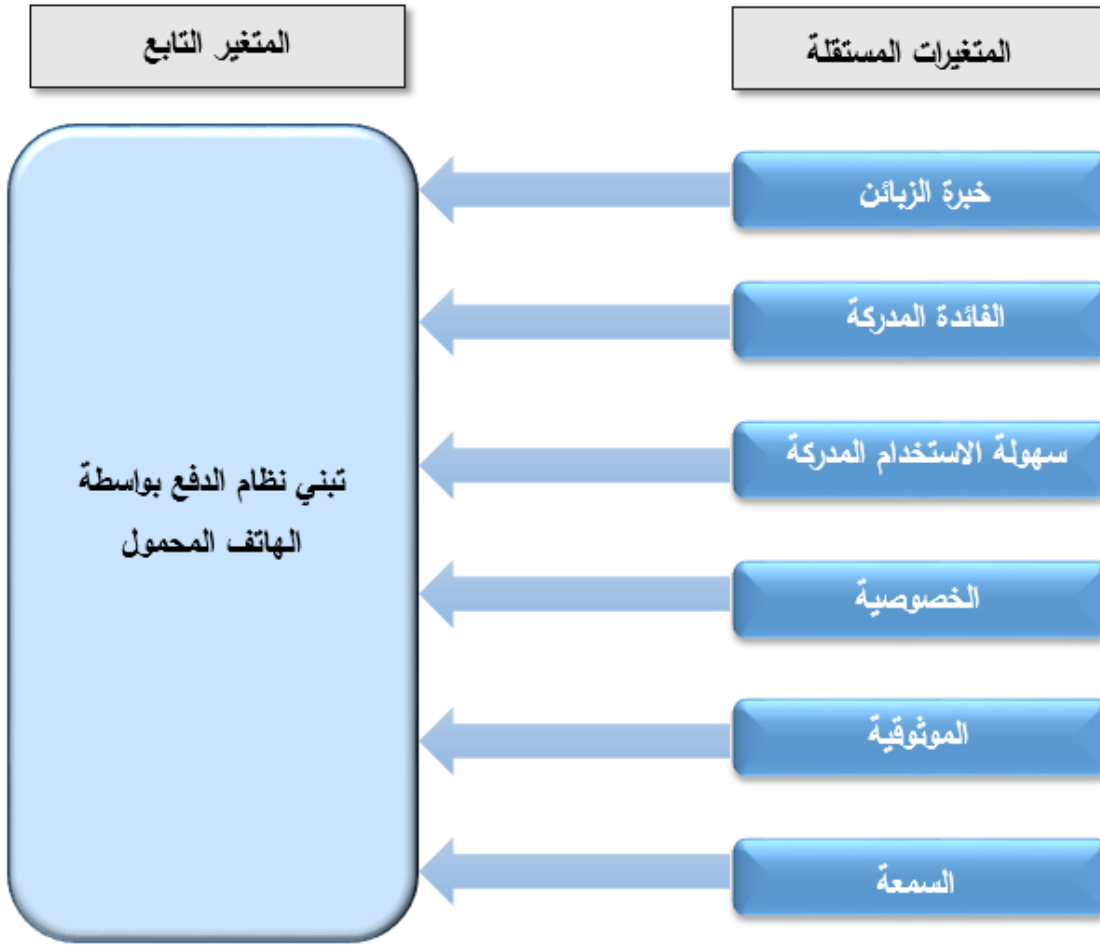 المتغيرات المستقلة
المتغير التابع
خبرة الزبائن
الفائدة المدركة
سهولة الاستخدام المدركة
الخصوصية
الموثوقية
السمعة
تبني نظام الدفع بواسطة
الهاتف المحمول